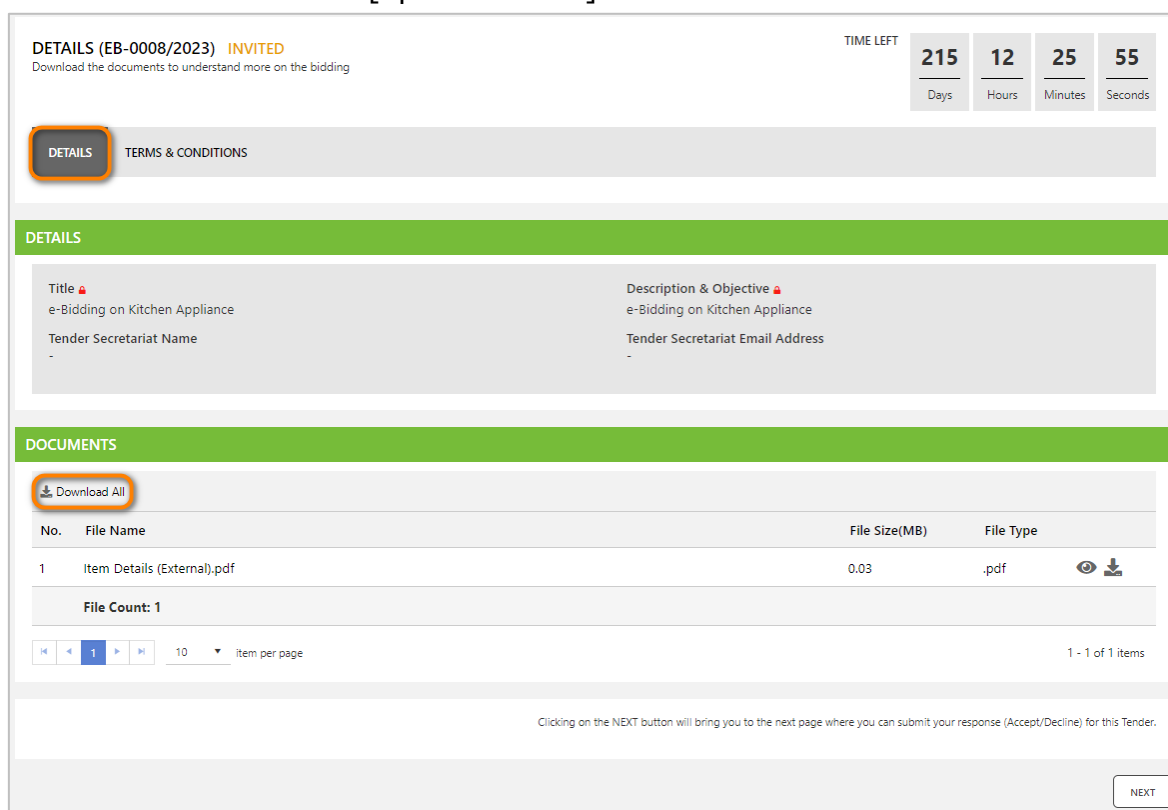 DETAILS (EB-0008/2023) INVITED
Download the documents to understand more on the bidding
TIME LEFT
215 12 25 55
Days Hours Minutes Seconds
DETAILS TERMS & CONDITIONS
DETAILS
Title Description & Objective
e-Bidding on Kitchen Appliance e-Bidding on Kitchen Appliance
Tender Secretariat Name Tender Secretariat Email Address
- -
DOCUMENTS
Download All
No. File Name File Size(MB) File Type
1 Item Details (External).pdf 0.03 .pdf
File Count: 1
1 10 item per page 1 - 1 of 1 items
Clicking on the NEXT button will bring you to the next page where you can submit your response (Accept/Decline) for this Tender.
NEXT